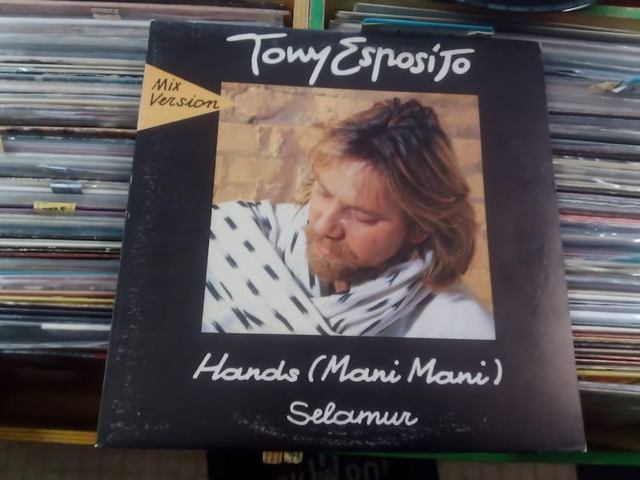 Tony Esposito
Mix
Version
Hands (Mani Mani)
Selamur